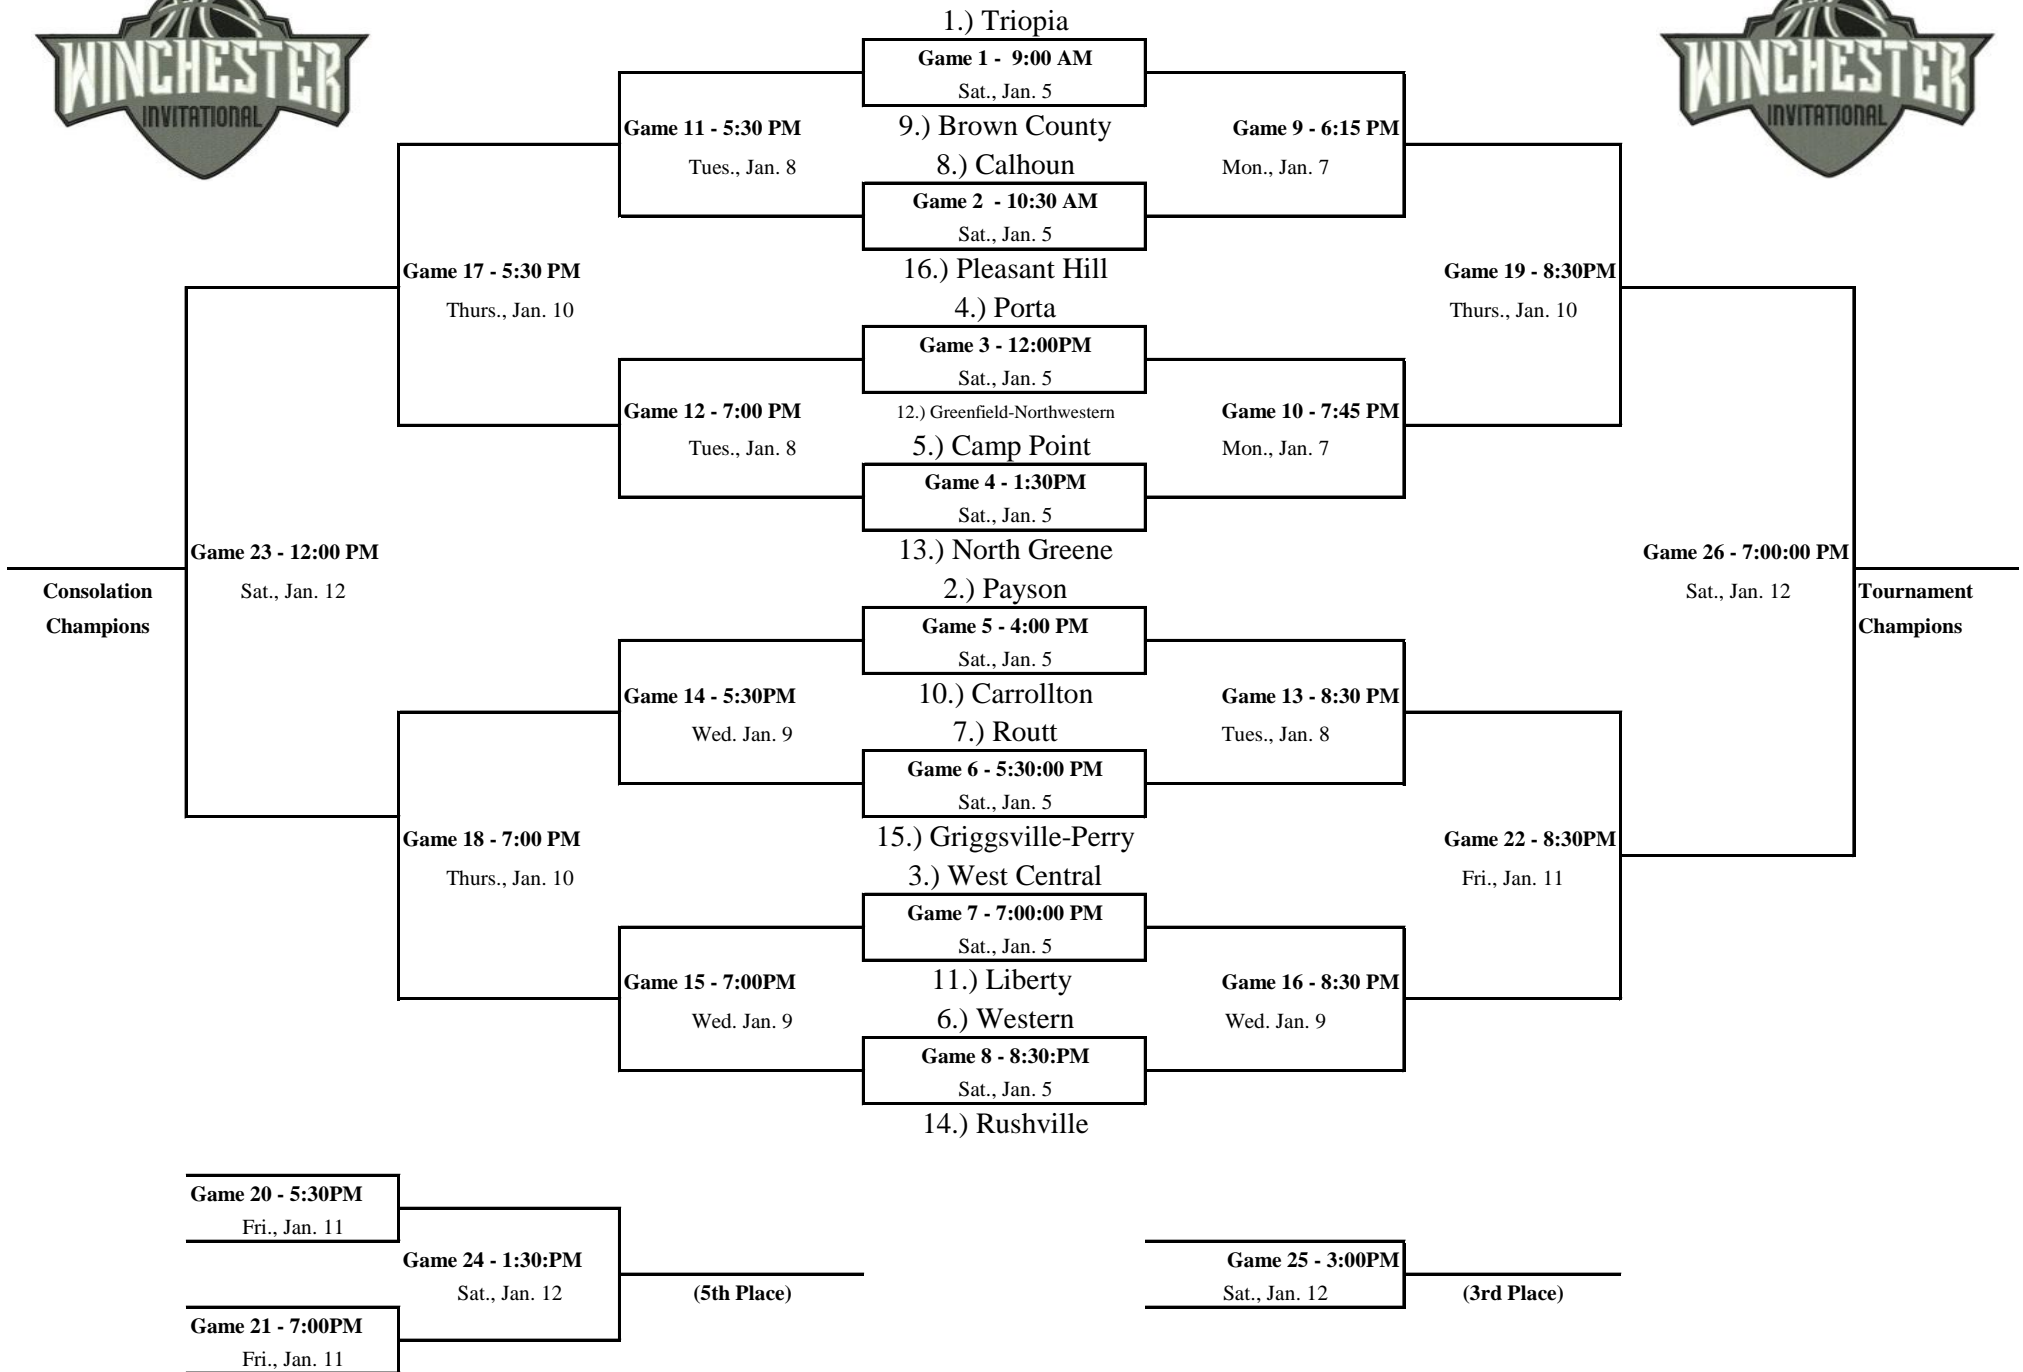 WINCHESTER
INVITATIONAL
WINCHESTER
INVITATIONAL
1.) Triopia
Game 1 - 9:00 AM
Sat., Jan. 5
Game 11 - 5:30 PM
9.) Brown County
Game 9 - 6:15 PM
Tues., Jan. 8
8.) Calhoun
Mon., Jan. 7
Game 2 - 10:30 AM
Sat., Jan. 5
Game 17 - 5:30 PM
16.) Pleasant Hill
Game 19 - 8:30PM
Thurs., Jan. 10
4.) Porta
Thurs., Jan. 10
Game 3 - 12:00PM
Sat., Jan. 5
Game 12 - 7:00 PM
12.) Greenfield-Northwestern
Game 10 - 7:45 PM
Tues., Jan. 8
5.) Camp Point
Mon., Jan. 7
Game 4 - 1:30PM
Sat., Jan. 5
Game 23 - 12:00 PM
13.) North Greene
Game 26 - 7:00:00 PM
Consolation
Champions
Sat., Jan. 12
2.) Payson
Sat., Jan. 12
Tournament
Champions
Game 5 - 4:00 PM
Sat., Jan. 5
Game 14 - 5:30PM
10.) Carrollton
Game 13 - 8:30 PM
Wed. Jan. 9
7.) Routt
Tues., Jan. 8
Game 6 - 5:30:00 PM
Sat., Jan. 5
Game 18 - 7:00 PM
15.) Griggsville-Perry
Game 22 - 8:30PM
Thurs., Jan. 10
3.) West Central
Fri., Jan. 11
Game 7 - 7:00:00 PM
Sat., Jan. 5
Game 15 - 7:00PM
11.) Liberty
Game 16 - 8:30 PM
Wed. Jan. 9
6.) Western
Wed. Jan. 9
Game 8 - 8:30:PM
Sat., Jan. 5
14.) Rushville
Game 20 - 5:30PM
Fri., Jan. 11
Game 24 - 1:30:PM
Sat., Jan. 12
(5th Place)
Game 25 - 3:00PM
Sat., Jan. 12
(3rd Place)
Game 21 - 7:00PM
Fri., Jan. 11